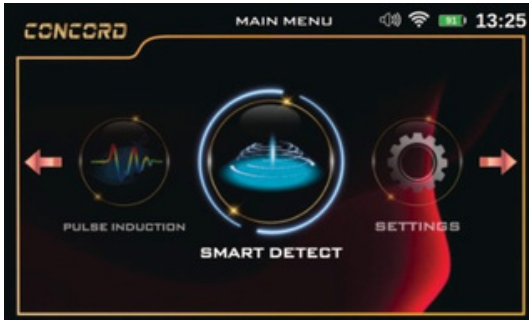 CONCORD
MAIN MENU
91
13:25
PULSE INDUCTION
SMART DETECT
SETTINGS